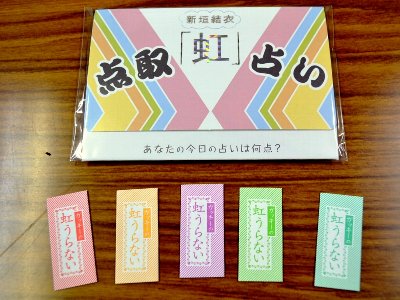 新垣結衣
「虹」
点取 占い
あなたの今日の占いは何点?
虹うらない
虹うらない
虹うらない
虹うらない
虹うらない